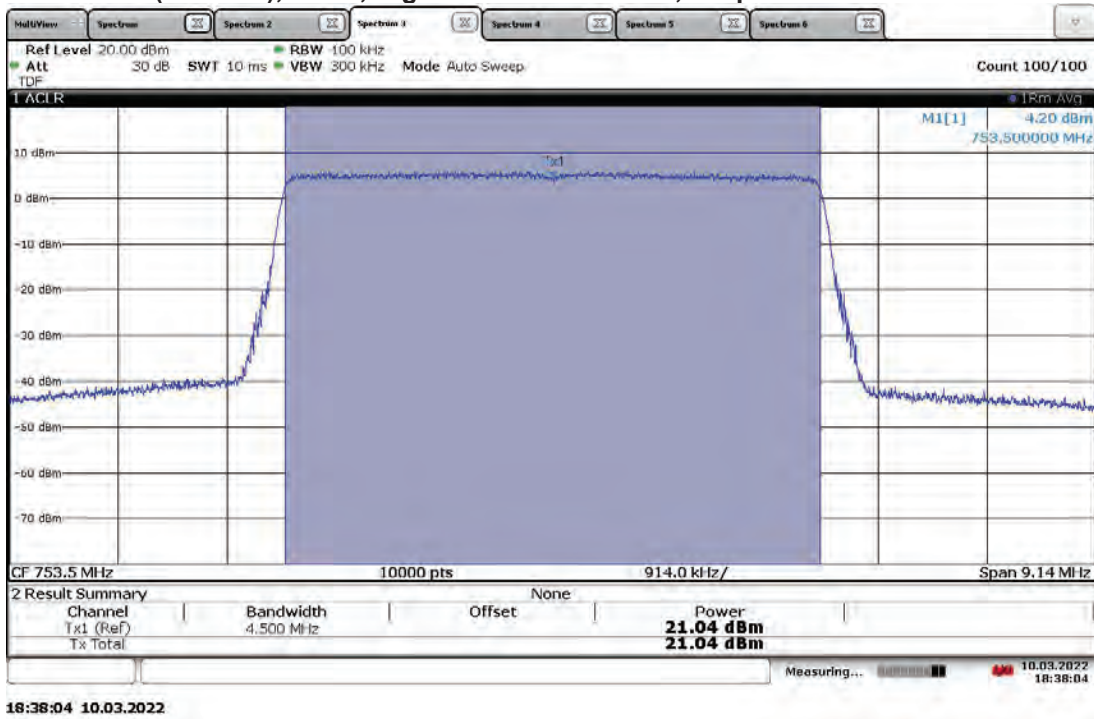 MultiView Spectrum Spectrum 2 Spectrum 3 Spectrum 4 Spectrum 5 Spectrum 6
Ref Level 20.00 dBm RBW 100 kHz
Att 30 dB SWT 10 ms VBW 300 kHz Mode Auto Sweep Count 100/100
TDF
1 ACLR 1Rm Avg
M1[1] 4.20 dBm
753.500000 MHz
10 dBm
Tx1
0 dBm
-10 dBm
-20 dBm
-30 dBm
-40 dBm
-50 dBm
-60 dBm
-70 dBm
CF 753.5 MHz 10000 pts 914.0 kHz/ Span 9.14 MHz
2 Result Summary None
Channel Bandwidth Offset Power
Tx1 (Ref) 4.500 MHz 21.04 dBm
Tx Total 21.04 dBm
Measuring... 10.03.2022
18:38:04
18:38:04 10.03.2022